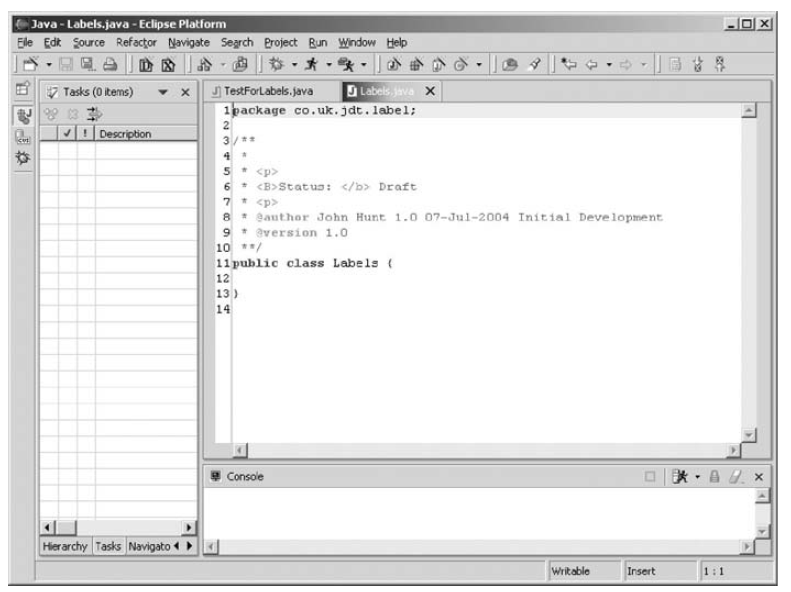 Java - Labels.java - Eclipse Platform
File Edit Source Refactor Navigate Search Project Run Window Help
Tasks (0 items)
! Description
Hierarchy Tasks Navigato
TestForLabels.java Labels.java
1 package co.uk.jdt.label;
2
3 /**
4 *
5 * <p>
6 * <B>Status: </b> Draft
7 * <p>
8 * @author John Hunt 1.0 07-Jul-2004 Initial Development
9 * @version 1.0
10 **/
11 public class Labels {
12
13 }
14
Console
Writable Insert 1 : 1